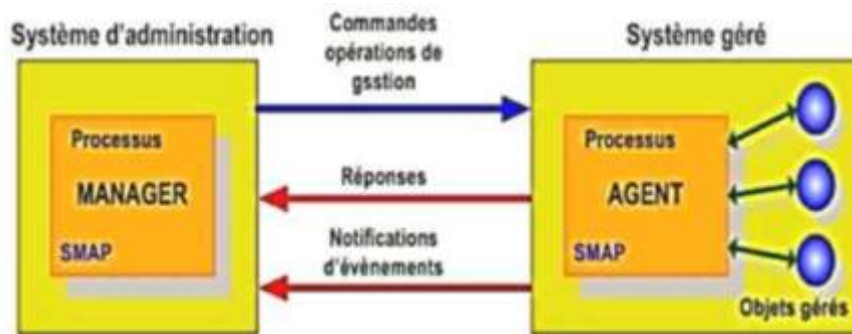 Système d'administration
Commandes
opérations de
gsstion
Système géré
Processus
MANAGER
SMAP
Réponses
Notifications
d'évènements
Processus
AGENT
SMAP
Objets gérés